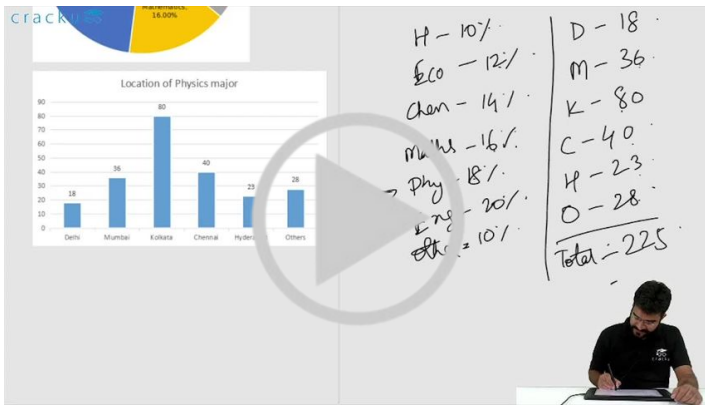 cracku
Mathematics,
16.00%
Location of Physics major
90
80
70
60
50
40
30
20
10
0
18
36
80
40
23
28
Delhi
Mumbai
Kolkata
Chennai
Others
H - 10%
Eco - 12%
Chem - 14%
Maths - 16%
Phy - 18%
Eng - 20%
= 10%
D - 18
M - 36
K - 80
C - 40
H - 23
O - 28
Total = 225